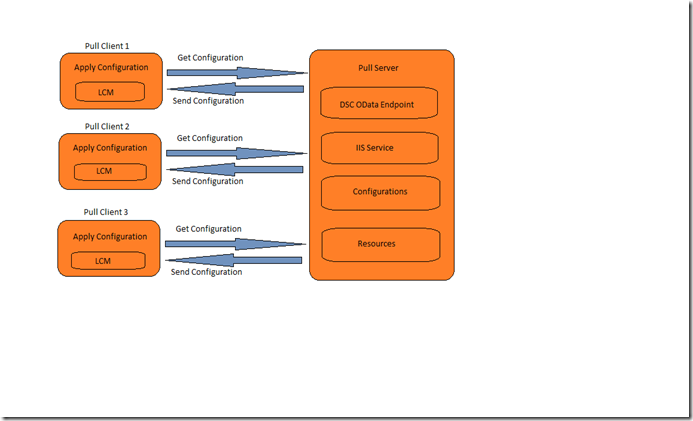 Pull Client 1
Apply Configuration
LCM
Get Configuration
Send Configuration
Pull Client 2
Apply Configuration
LCM
Get Configuration
Send Configuration
Pull Client 3
Apply Configuration
LCM
Get Configuration
Send Configuration
Pull Server
DSC OData Endpoint
IIS Service
Configurations
Resources